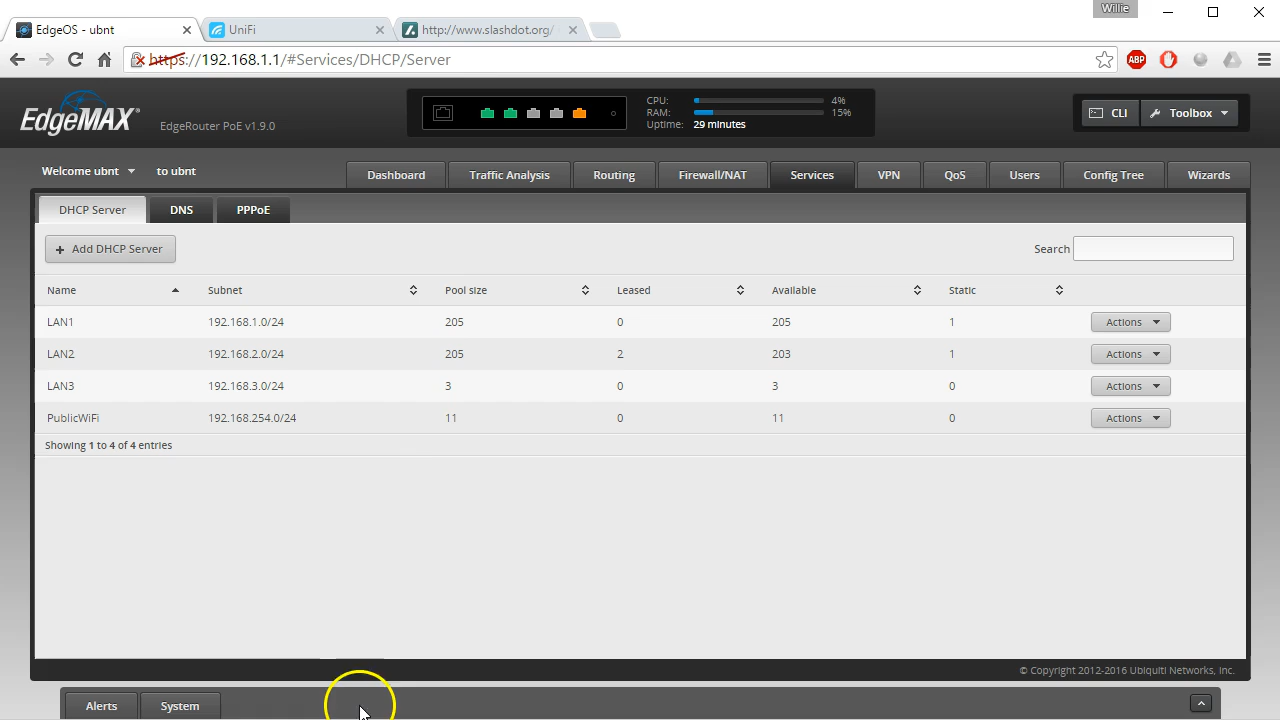 Willie
EdgeOS - ubnt UniFi http://www.slashdot.org/
https://192.168.1.1/#Services/DHCP/Server ABP
EdgeMAX® EdgeRouter PoE v1.9.0
CPU: 4%
RAM: 15%
Uptime: 29 minutes
CLI Toolbox
Welcome ubnt to ubnt
Dashboard Traffic Analysis Routing Firewall/NAT Services VPN QoS Users Config Tree Wizards
DHCP Server DNS PPPoE
+ Add DHCP Server Search
Name Subnet Pool size Leased Available Static
LAN1 192.168.1.0/24 205 0 205 1 Actions
LAN2 192.168.2.0/24 205 2 203 1 Actions
LAN3 192.168.3.0/24 3 0 3 0 Actions
PublicWiFi 192.168.254.0/24 11 0 11 0 Actions
Showing 1 to 4 of 4 entries
© Copyright 2012-2016 Ubiquiti Networks, Inc.
Alerts System